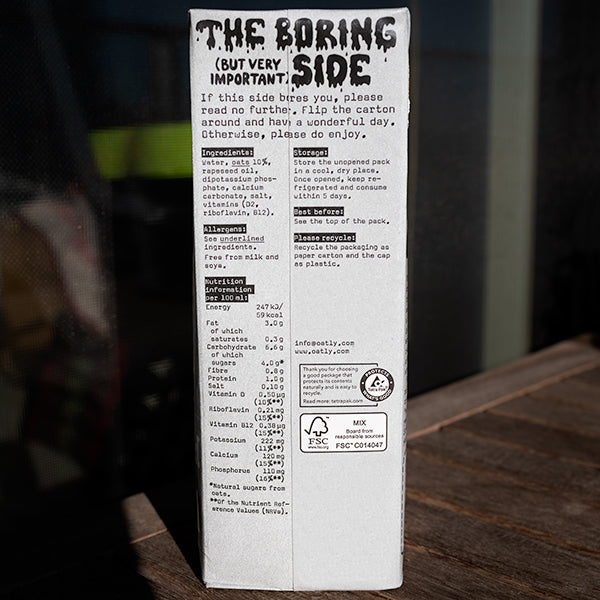 THE BORING
(BUT VERY
IMPORTANT)
SIDE
If this side bores you, please
read no further. Flip the carton
around and have a wonderful day.
Otherwise, please do enjoy.
Ingredients:
Water, oats 10%,
rapeseed oil,
dipotassium phos-
phate, calcium
carbonate, salt,
vitamins (D2,
riboflavin, B12).
Allergens:
See underlined
ingredients.
Free from milk and
soya.
Nutrition
information
per 100 ml:
Energy 247 kJ/
59 kcal
Fat 3.0 g
of which
saturates 0.3 g
Carbohydrate 6.6 g
of which
sugars 4.0 g*
Fibre 0.8 g
Protein 1.0 g
Salt 0.10 g
Vitamin D 0.50 µg
(10%**)
Riboflavin 0.21 mg
(15%**)
Vitamin B12 0.38 µg
(15%**)
Potassium 222 mg
(11%**)
Calcium 120 mg
(15%**)
Phosphorus 110 mg
(16%**)
*Natural sugars from
oats.
**Of the Nutrient Ref-
erence Values (NRVs).
Storage:
Store the unopened pack
in a cool, dry place.
Once opened, keep re-
frigerated and consume
within 5 days.
Best before:
See the top of the pack.
Please recycle:
Recycle the packaging as
paper carton and the cap
as plastic.
info@oatly.com
www.oatly.com
Thank you for choosing
a good package that
protects its contents
naturally and is easy to
recycle.
Read more: tetrapak.com
PROTECTS
Tetra Pak
WHAT'S GOOD
FSC
www.fsc.org
MIX
Board from
responsible sources
FSC™ C014047